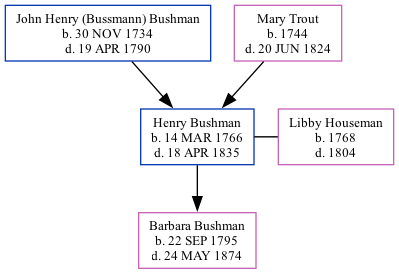 John Henry (Bussmann) Bushman
b. 30 NOV 1734
d. 19 APR 1790
Mary Trout
b. 1744
d. 20 JUN 1824
Henry Bushman
b. 14 MAR 1766
d. 18 APR 1835
Libby Houseman
b. 1768
d. 1804
Barbara Bushman
b. 22 SEP 1795
d. 24 MAY 1874